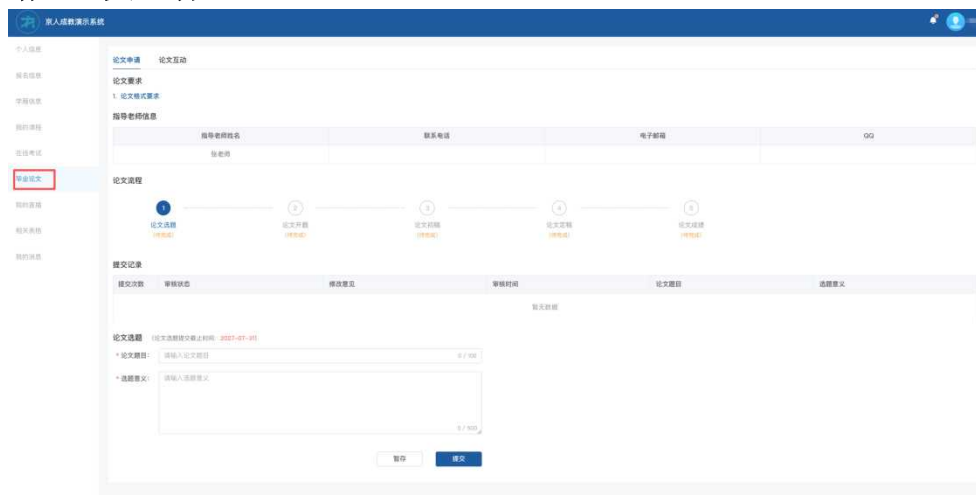 京人成教演示系统
个人信息
报名信息
学籍信息
我的课程
在线考试
毕业论文
我的直播
相关表格
我的消息
论文申请 论文互动
论文要求
1. 论文格式要求
指导老师信息
指导老师姓名 联系电话 电子邮箱 QQ
张老师
论文流程
1 2 3 4 5
论文选题 论文开题 论文初稿 论文定稿 论文成绩
(待完成) (待完成) (待完成) (待完成) (待完成)
提交记录
提交次数 审核状态 修改意见 审核时间 论文题目 选题意义
暂无数据
论文选题 (论文选题提交截止时间: 2027-07-31)
* 论文题目: 请输入论文题目 0 / 100
* 选题意义: 请输入选题意义
0 / 500
暂存 提交